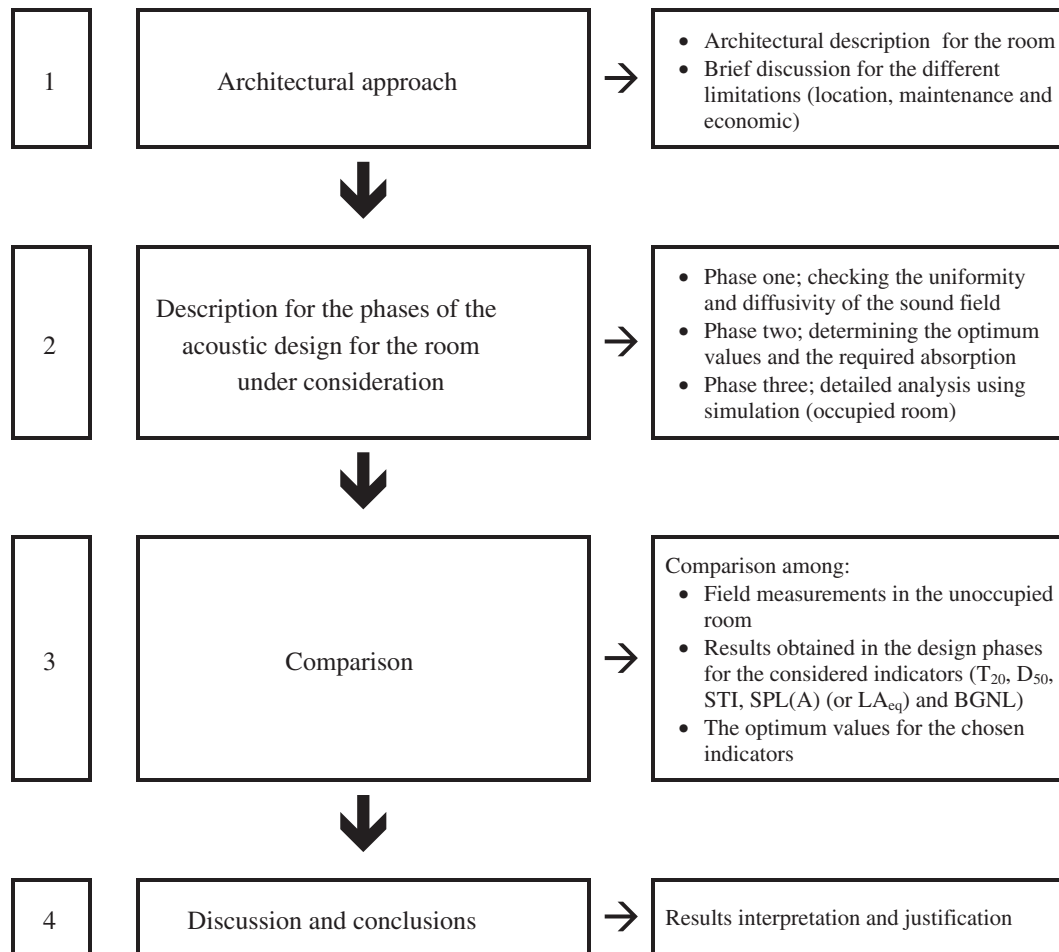 1
Architectural approach
• Architectural description for the room
• Brief discussion for the different
limitations (location, maintenance and
economic)
2
Description for the phases of the
acoustic design for the room
under consideration
• Phase one; checking the uniformity
and diffusivity of the sound field
• Phase two; determining the optimum
values and the required absorption
• Phase three; detailed analysis using
simulation (occupied room)
3
Comparison
Comparison among:
• Field measurements in the unoccupied
room
• Results obtained in the design phases
for the considered indicators (T₂₀, D₅₀,
STI, SPL(A) (or LAeq) and BGNL)
• The optimum values for the chosen
indicators
4
Discussion and conclusions
Results interpretation and justification